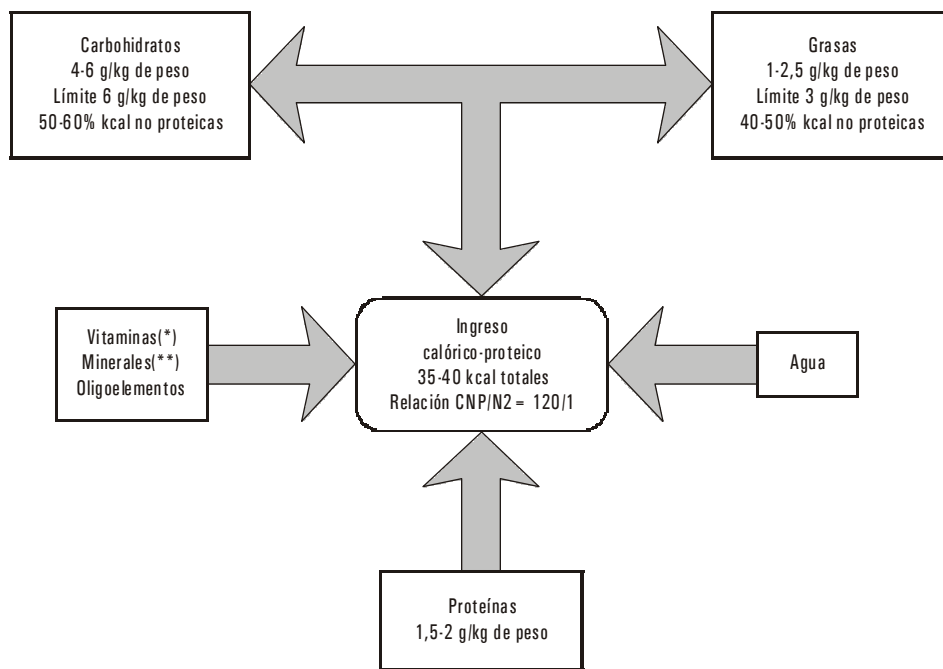 Carbohidratos
4-6 g/kg de peso
Límite 6 g/kg de peso
50-60% kcal no proteicas
Grasas
1-2,5 g/kg de peso
Límite 3 g/kg de peso
40-50% kcal no proteicas
Vitaminas(*)
Minerales(**)
Oligoelementos
Ingreso
calórico-proteico
35-40 kcal totales
Relación CNP/N2 = 120/1
Agua
Proteínas
1,5-2 g/kg de peso